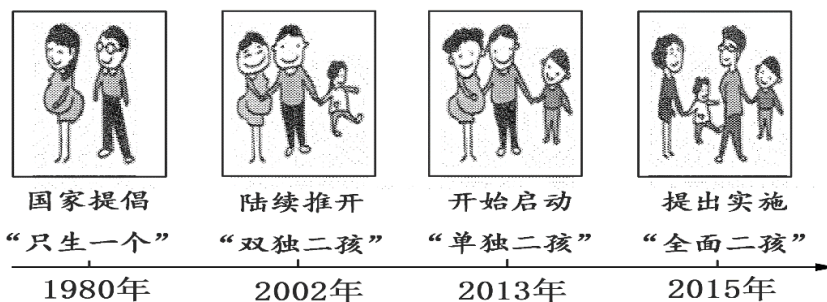 国家提倡
“只生一个”
1980年
陆续推开
“双独二孩”
2002年
开始启动
“单独二孩”
2013年
提出实施
“全面二孩”
2015年